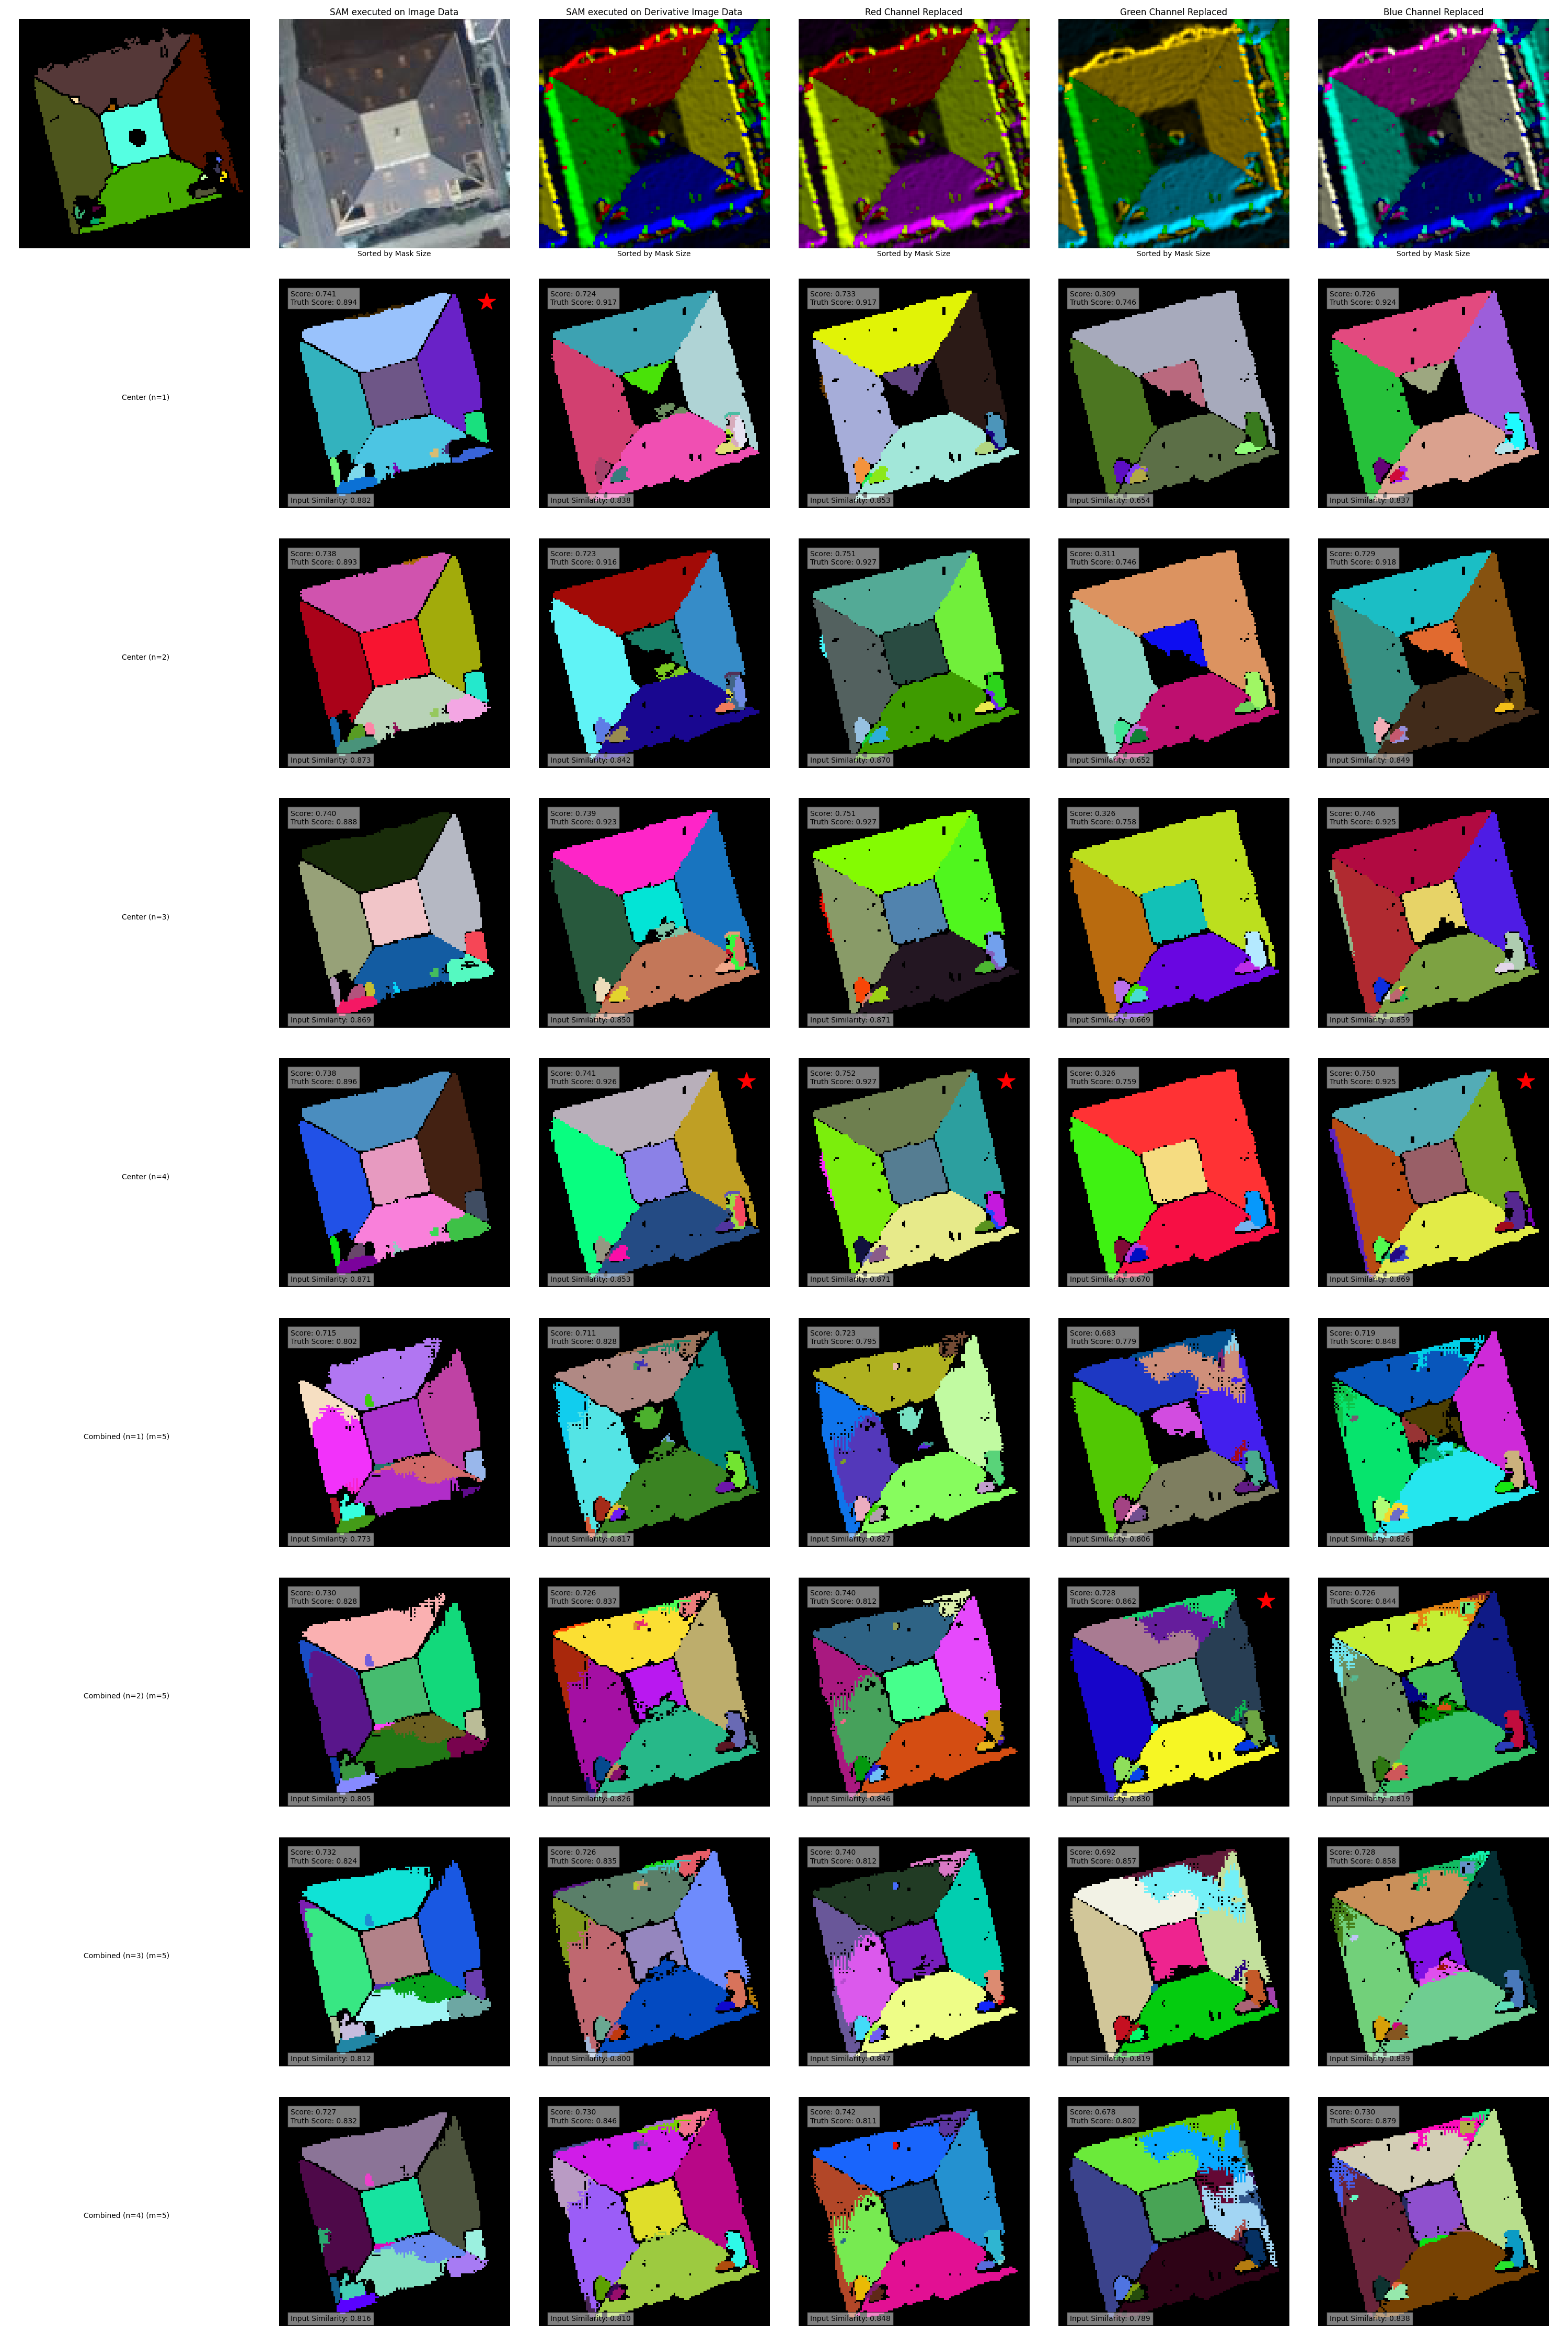 SAM executed on Image Data
SAM executed on Derivative Image Data
Red Channel Replaced
Green Channel Replaced
Blue Channel Replaced
Sorted by Mask Size
Sorted by Mask Size
Sorted by Mask Size
Sorted by Mask Size
Sorted by Mask Size
Center (n=1)
Score: 0.741
Truth Score: 0.894
Input Similarity: 0.882
Score: 0.724
Truth Score: 0.917
Input Similarity: 0.838
Score: 0.733
Truth Score: 0.917
Input Similarity: 0.853
Score: 0.309
Truth Score: 0.746
Input Similarity: 0.654
Score: 0.726
Truth Score: 0.924
Input Similarity: 0.837
Center (n=2)
Score: 0.738
Truth Score: 0.893
Input Similarity: 0.873
Score: 0.723
Truth Score: 0.916
Input Similarity: 0.842
Score: 0.751
Truth Score: 0.927
Input Similarity: 0.870
Score: 0.311
Truth Score: 0.746
Input Similarity: 0.652
Score: 0.729
Truth Score: 0.918
Input Similarity: 0.849
Center (n=3)
Score: 0.740
Truth Score: 0.888
Input Similarity: 0.869
Score: 0.739
Truth Score: 0.923
Input Similarity: 0.850
Score: 0.751
Truth Score: 0.927
Input Similarity: 0.871
Score: 0.326
Truth Score: 0.758
Input Similarity: 0.669
Score: 0.746
Truth Score: 0.925
Input Similarity: 0.859
Center (n=4)
Score: 0.738
Truth Score: 0.896
Input Similarity: 0.871
Score: 0.741
Truth Score: 0.926
Input Similarity: 0.853
Score: 0.752
Truth Score: 0.927
Input Similarity: 0.871
Score: 0.326
Truth Score: 0.759
Input Similarity: 0.670
Score: 0.750
Truth Score: 0.925
Input Similarity: 0.869
Combined (n=1) (m=5)
Score: 0.715
Truth Score: 0.802
Input Similarity: 0.773
Score: 0.711
Truth Score: 0.828
Input Similarity: 0.817
Score: 0.723
Truth Score: 0.795
Input Similarity: 0.827
Score: 0.683
Truth Score: 0.779
Input Similarity: 0.806
Score: 0.719
Truth Score: 0.848
Input Similarity: 0.826
Combined (n=2) (m=5)
Score: 0.730
Truth Score: 0.828
Input Similarity: 0.805
Score: 0.726
Truth Score: 0.837
Input Similarity: 0.826
Score: 0.740
Truth Score: 0.812
Input Similarity: 0.846
Score: 0.728
Truth Score: 0.862
Input Similarity: 0.830
Score: 0.726
Truth Score: 0.844
Input Similarity: 0.819
Combined (n=3) (m=5)
Score: 0.732
Truth Score: 0.824
Input Similarity: 0.812
Score: 0.726
Truth Score: 0.835
Input Similarity: 0.800
Score: 0.740
Truth Score: 0.812
Input Similarity: 0.847
Score: 0.692
Truth Score: 0.857
Input Similarity: 0.819
Score: 0.728
Truth Score: 0.858
Input Similarity: 0.839
Combined (n=4) (m=5)
Score: 0.727
Truth Score: 0.832
Input Similarity: 0.816
Score: 0.730
Truth Score: 0.846
Input Similarity: 0.810
Score: 0.742
Truth Score: 0.811
Input Similarity: 0.848
Score: 0.678
Truth Score: 0.802
Input Similarity: 0.789
Score: 0.730
Truth Score: 0.879
Input Similarity: 0.838